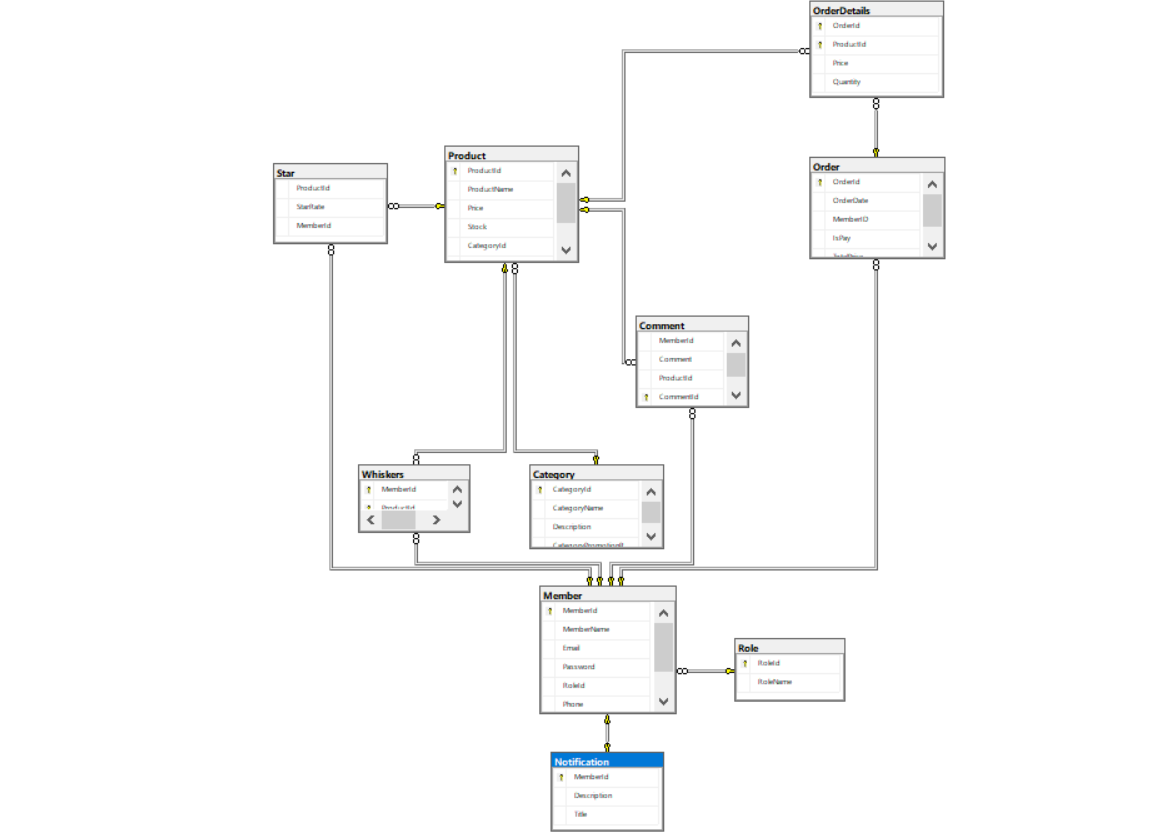 OrderDetails
OrderId
ProductId
Price
Quantity
Product
ProductId
ProductName
Price
Stock
CategoryId
Star
ProductId
StarRate
MemberId
Order
OrderId
OrderDate
MemberID
IsPay
Comment
MemberId
Comment
ProductId
CommentId
Whiskers
MemberId
ProductId
Category
CategoryId
CategoryName
Description
Member
MemberId
MemberName
Email
Password
RoleId
Phone
Role
RoleId
RoleName
Notification
MemberId
Description
Title